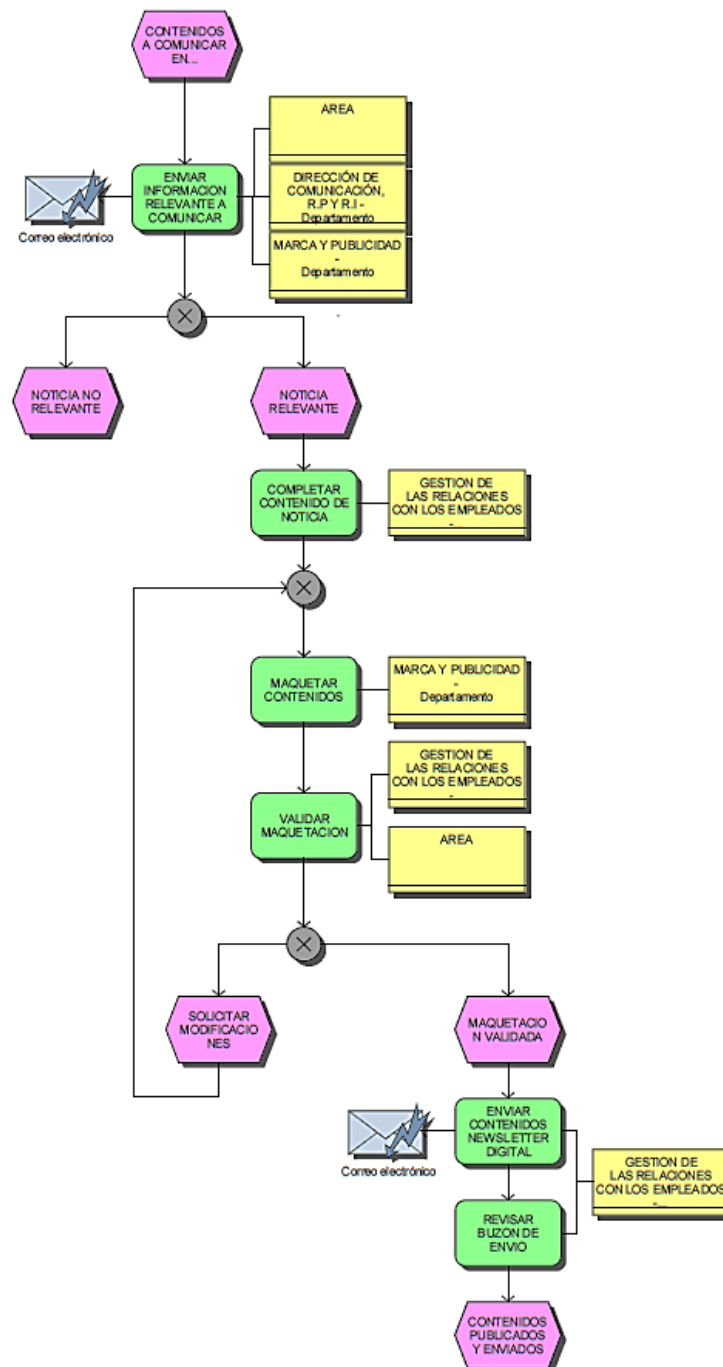 CONTENIDOS
A COMUNICAR
EN...
AREA
ENVIAR
INFORMACION
RELEVANTE A
COMUNICAR
Correo electrónico
DIRECCIÓN DE
COMUNICACIÓN,
R.P Y R.I -
Departamento
MARCA Y PUBLICIDAD
-
Departamento
NOTICIA NO
RELEVANTE
NOTICIA
RELEVANTE
COMPLETAR
CONTENIDO DE
NOTICIA
GESTION DE
LAS RELACIONES
CON LOS EMPLEADOS
-...
MAQUETAR
CONTENIDOS
MARCA Y PUBLICIDAD
-
Departamento
VALIDAR
MAQUETACION
GESTION DE
LAS RELACIONES
CON LOS EMPLEADOS
-...
AREA
SOLICITAR
MODIFICACIO
NES
MAQUETACIO
N VALIDADA
Correo electrónico
ENVIAR
CONTENIDOS
NEWSLETTER
DIGITAL
GESTION DE
LAS RELACIONES
CON LOS EMPLEADOS
-...
REVISAR
BUZON DE
ENVIO
CONTENIDOS
PUBLICADOS
Y ENVIADOS